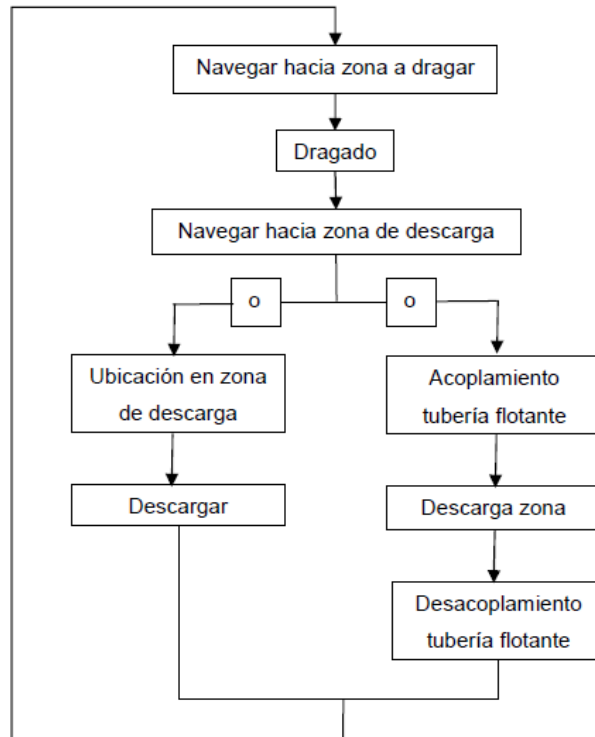 Navegar hacia zona a dragar
Dragado
Navegar hacia zona de descarga
o
o
Ubicación en zona
de descarga
Descargar
Acoplamiento
tubería flotante
Descarga zona
Desacoplamiento
tubería flotante